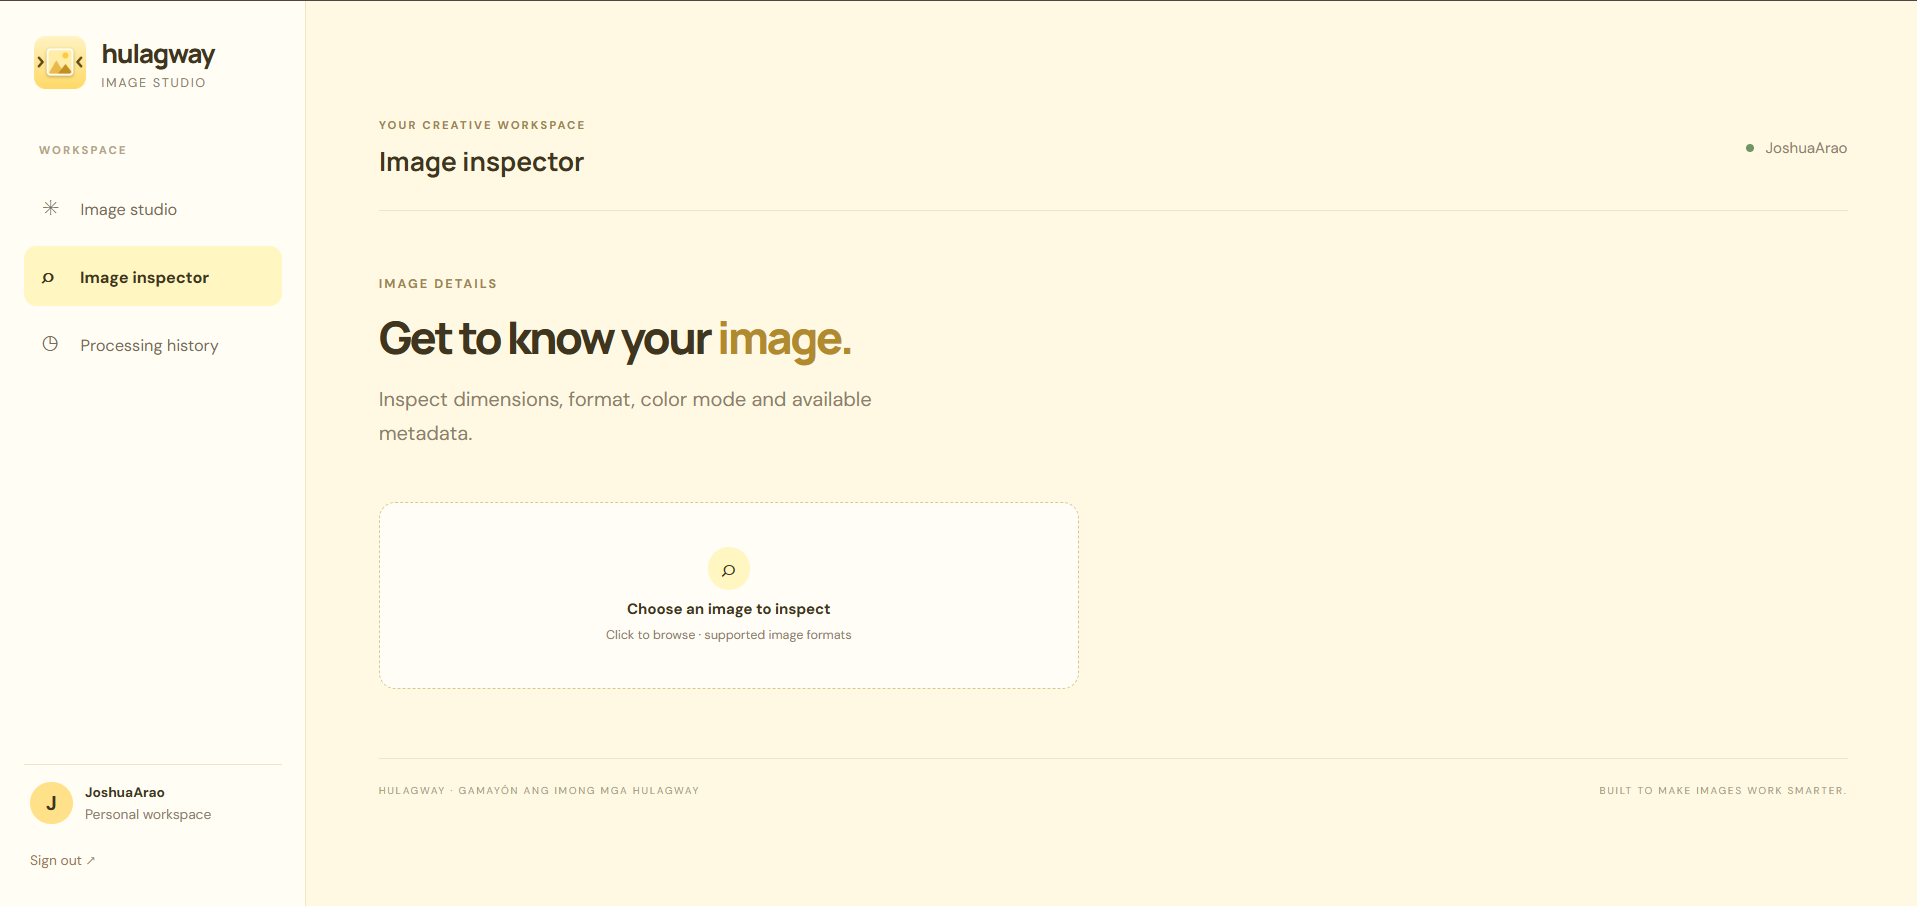 hulagway
IMAGE STUDIO
WORKSPACE
Image studio
Image inspector
Processing history
J
JoshuaArao
Personal workspace
Sign out ↗
YOUR CREATIVE WORKSPACE
Image inspector
JoshuaArao
IMAGE DETAILS
Get to know your image.
Inspect dimensions, format, color mode and available
metadata.
Choose an image to inspect
Click to browse · supported image formats
HULAGWAY · GAMAYÓN ANG IMONG MGA HULAGWAY
BUILT TO MAKE IMAGES WORK SMARTER.